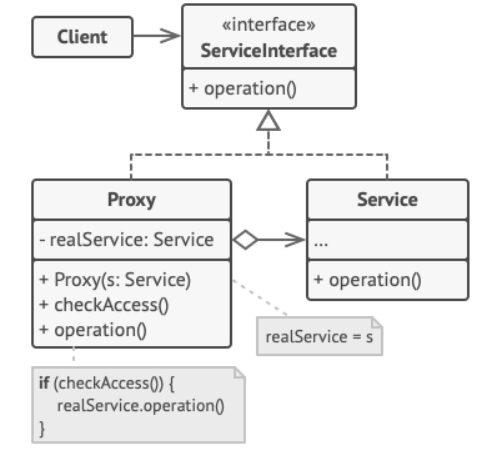 Client
«interface»
ServiceInterface
+ operation()
Proxy
- realService: Service
+ Proxy(s: Service)
+ checkAccess()
+ operation()
Service
...
+ operation()
realService = s
if (checkAccess()) {
realService.operation()
}